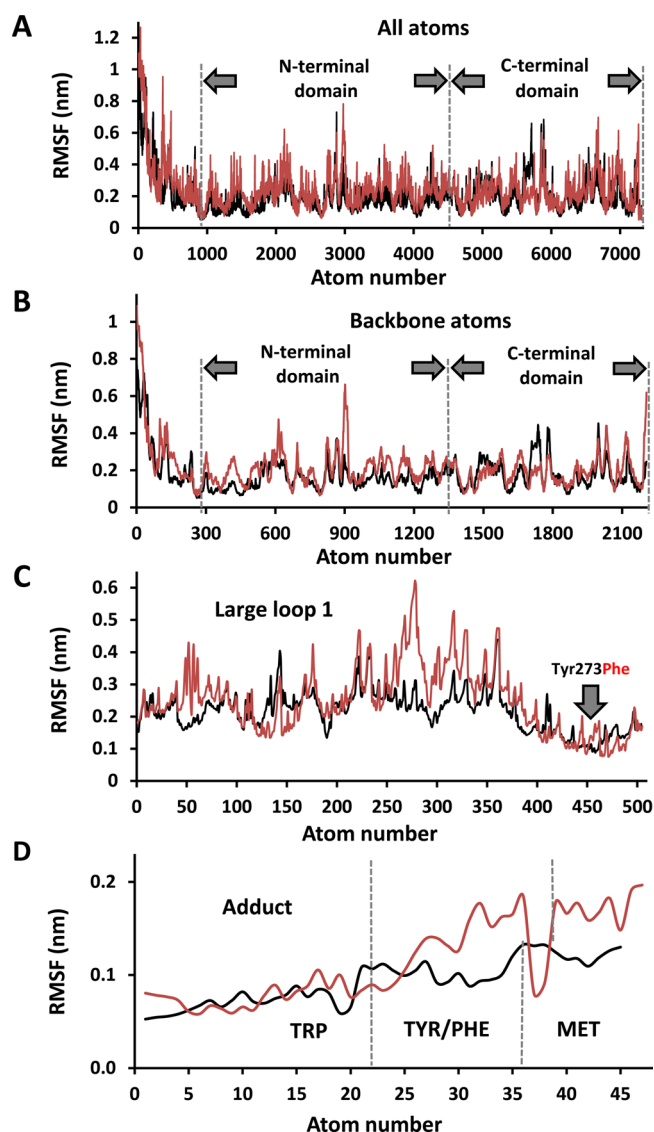 A
All atoms
RMSF (nm)
1.2
1
0.8
0.6
0.4
0.2
0
N-terminal
domain
C-terminal
domain
0 1000 2000 3000 4000 5000 6000 7000
Atom number
B
Backbone atoms
RMSF (nm)
1
0.8
0.6
0.4
0.2
0
N-terminal
domain
C-terminal
domain
0 300 600 900 1200 1500 1800 2100
Atom number
C
Large loop 1
RMSF (nm)
0.6
0.5
0.4
0.3
0.2
0.1
0
Tyr273Phe
0 50 100 150 200 250 300 350 400 450 500
Atom number
D
Adduct
RMSF (nm)
0.2
0.1
0.0
TRP
TYR/PHE
MET
0 5 10 15 20 25 30 35 40 45
Atom number